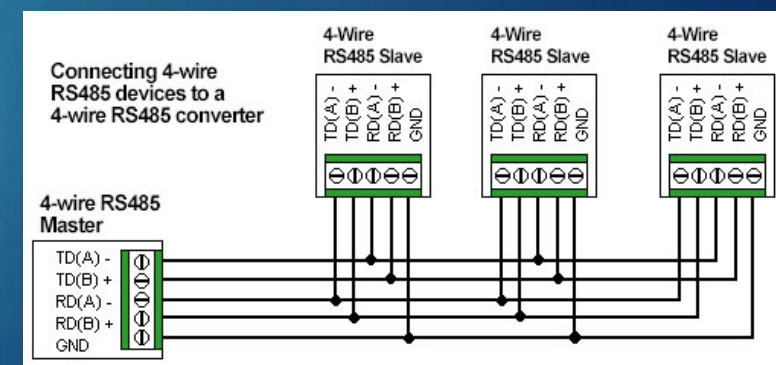 Connecting 4-wire
RS485 devices to a
4-wire RS485 converter
4-Wire
RS485 Slave
TD(A) -
TD(B) +
RD(A) -
RD(B) +
GND
4-Wire
RS485 Slave
TD(A) -
TD(B) +
RD(A) -
RD(B) +
GND
4-Wire
RS485 Slave
TD(A) -
TD(B) +
RD(A) -
RD(B) +
GND
4-wire RS485
Master
TD(A) -
TD(B) +
RD(A) -
RD(B) +
GND